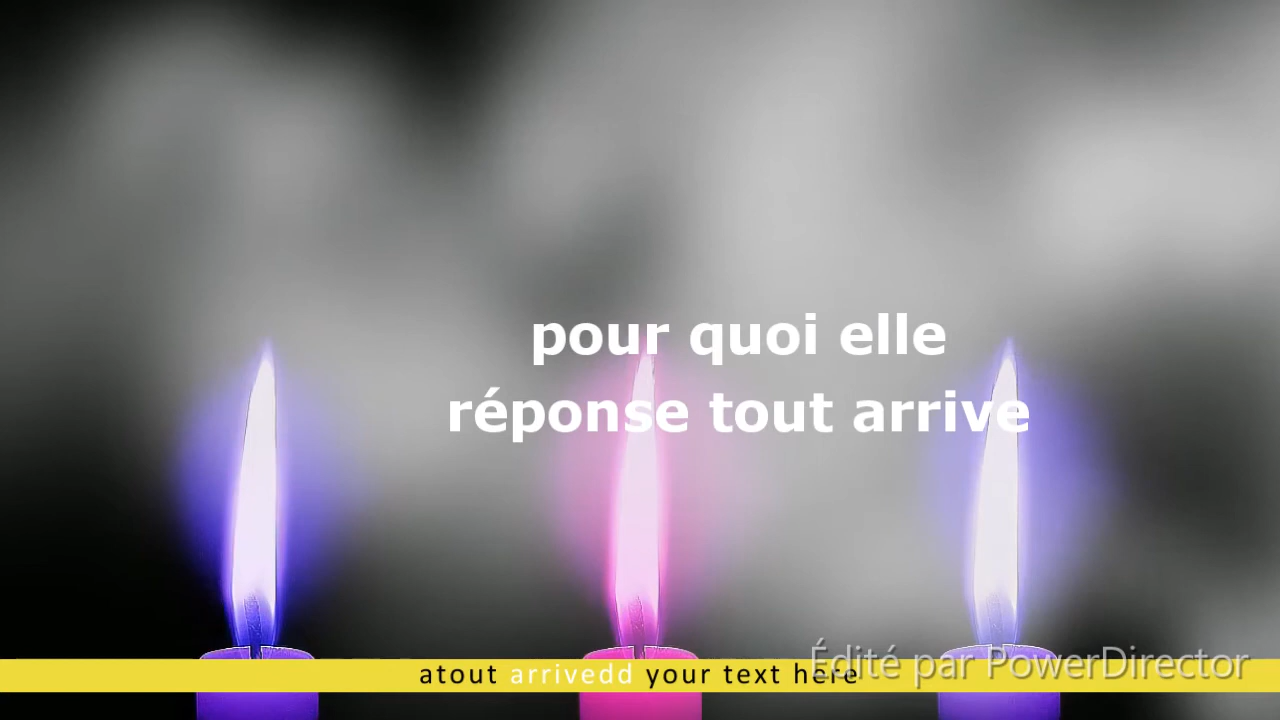 pour quoi elle
réponse tout arrive
atout arrivedd your text here
Édité par PowerDirector